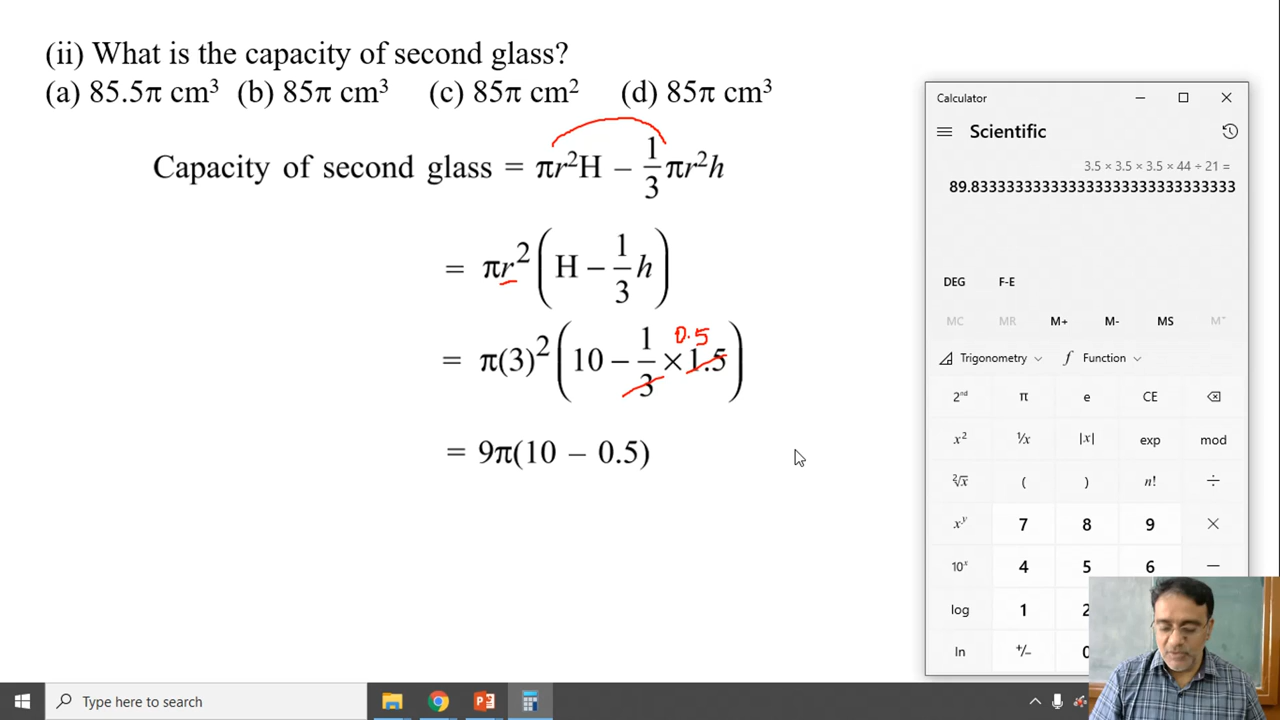 (ii) What is the capacity of second glass?
(a) 85.5π cm³ (b) 85π cm³ (c) 85π cm² (d) 85π cm³
Capacity of second glass = πr²H − 1/3 πr²h
= πr² (H − 1/3 h)
0.5
= π(3)² (10 − 1/3 × 1.5)
= 9π(10 − 0.5)
Calculator
Scientific
3.5 × 3.5 × 3.5 × 44 ÷ 21 =
89.833333333333333333333333333333
DEG F-E
MC MR M+ M- MS M˅
Trigonometry Function
2ⁿᵈ π e CE
x² ¹/x |x| exp mod
²√x ( ) n! ÷
xʸ 7 8 9 ×
10ˣ 4 5 6 −
log 1 2
ln +/− 0
Type here to search